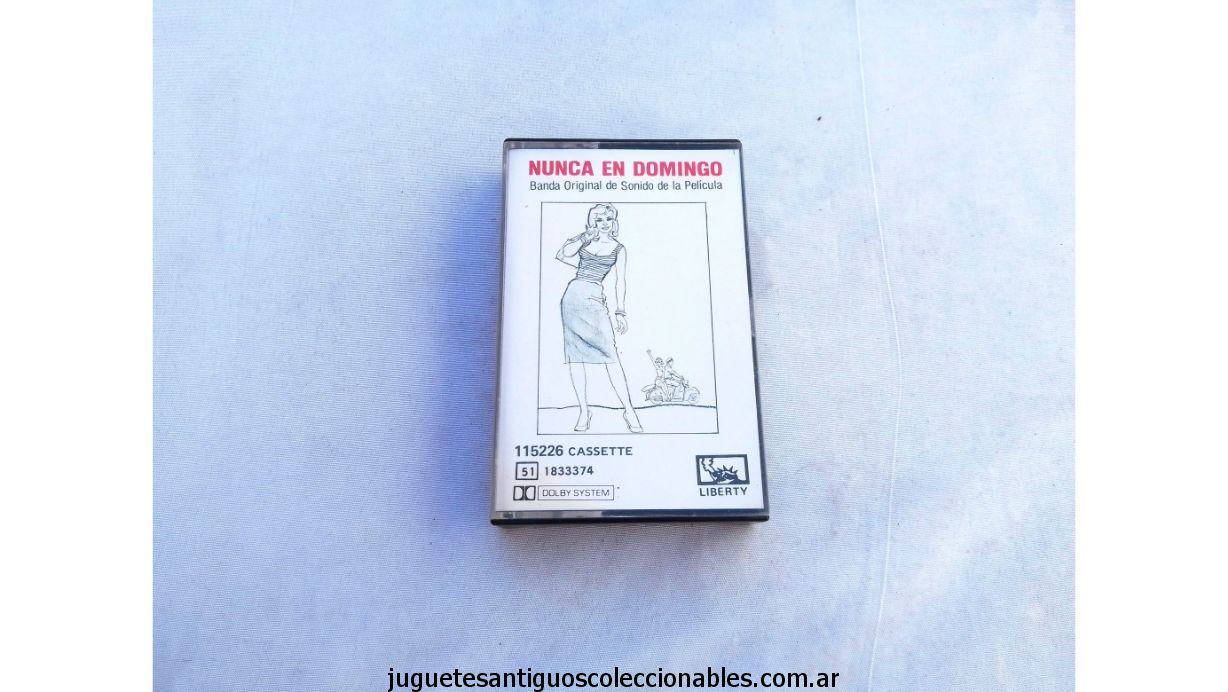 NUNCA EN DOMINGO
Banda Original de Sonido de la Película
115226 CASSETTE
51 1833374
DOLBY SYSTEM
LIBERTY
juguetesantiguoscoleccionables.com.ar